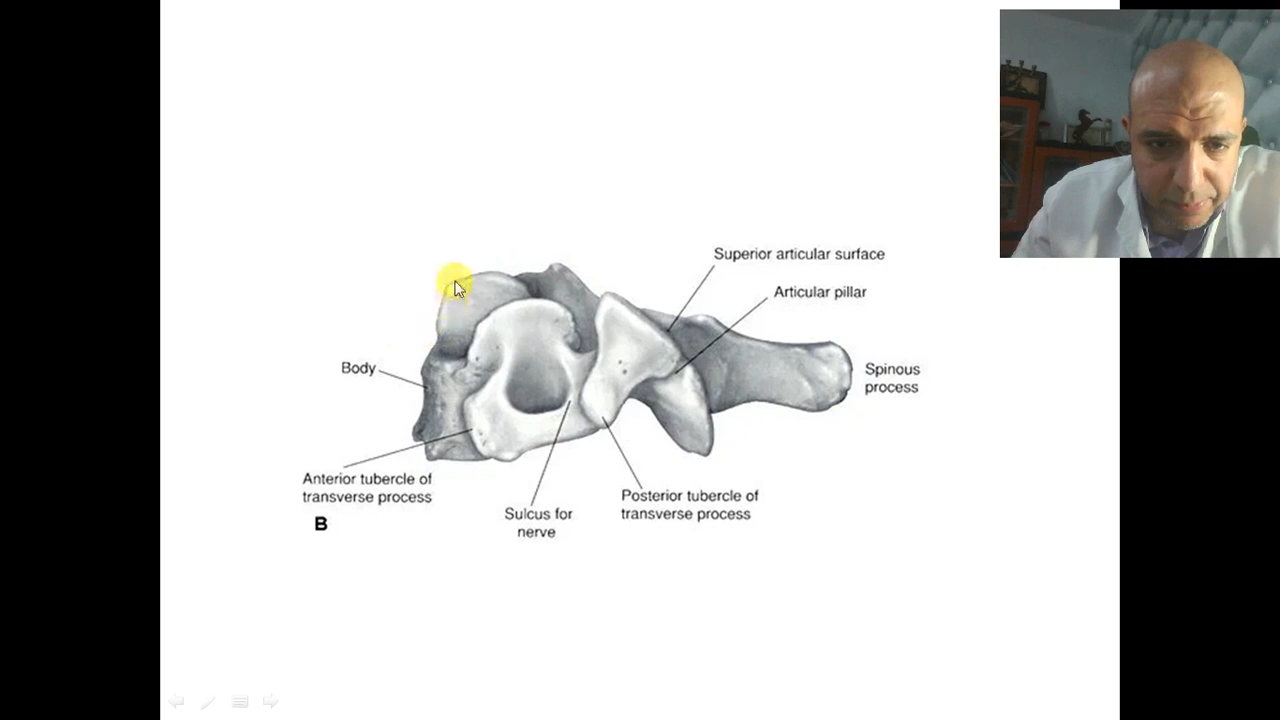 Superior articular surface
Articular pillar
Body
Spinous
process
Anterior tubercle of
transverse process
Posterior tubercle of
transverse process
Sulcus for
nerve
B